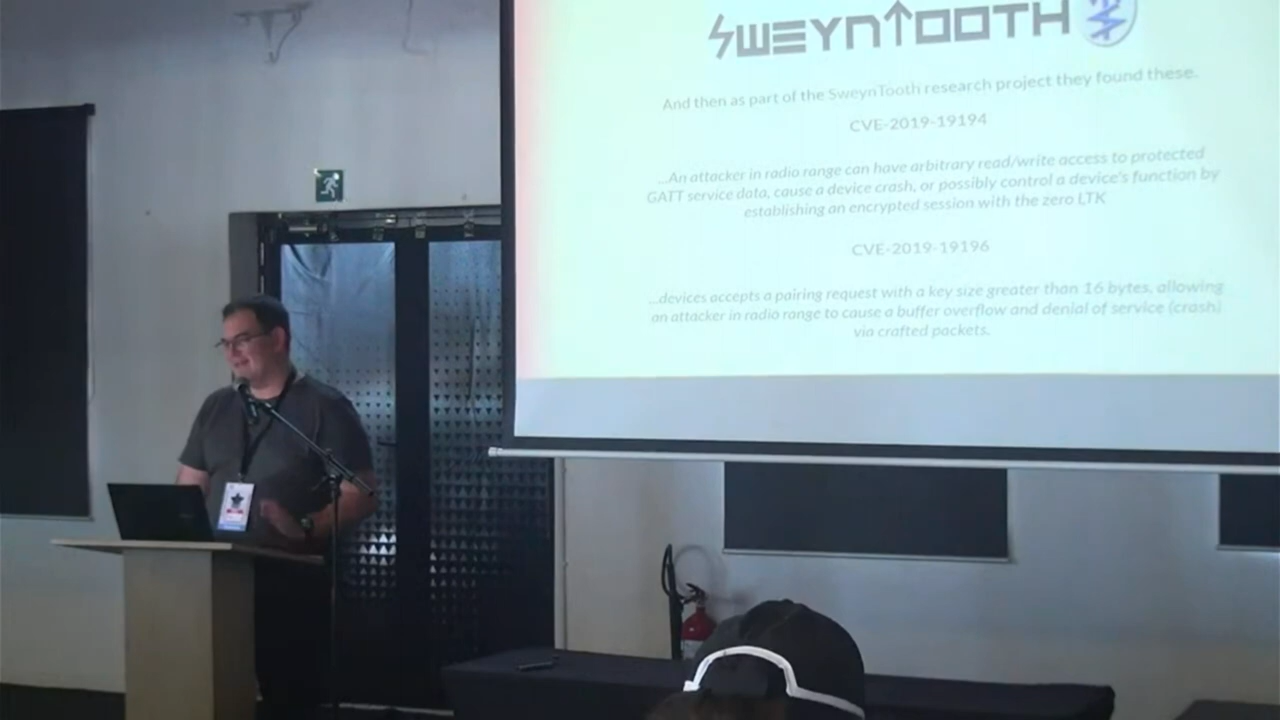 SWEYNTOOTH
And then as part of the SweynTooth research project they found these.
CVE-2019-19194
...An attacker in radio range can have arbitrary read/write access to protected
GATT service data, cause a device crash, or possibly control a device's function by
establishing an encrypted session with the zero LTK
CVE-2019-19196
...devices accepts a pairing request with a key size greater than 16 bytes, allowing
an attacker in radio range to cause a buffer overflow and denial of service (crash)
via crafted packets.